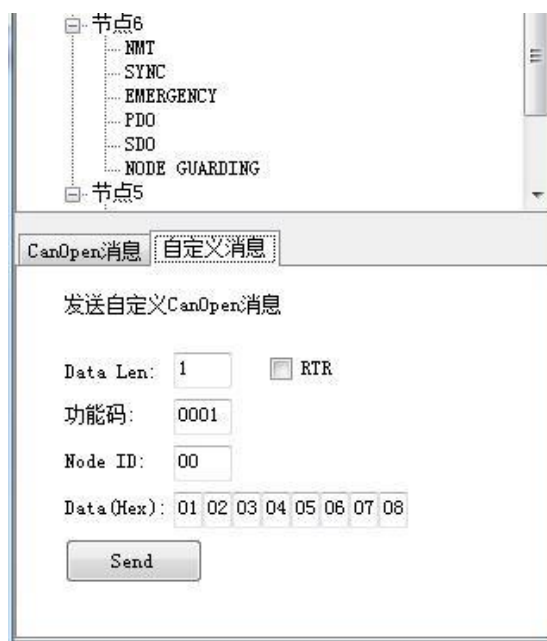 节点6
NMT
SYNC
EMERGENCY
PDO
SDO
NODE GUARDING
节点5
CanOpen消息 自定义消息
发送自定义CanOpen消息
Data Len: 1 RTR
功能码: 0001
Node ID: 00
Data(Hex): 01 02 03 04 05 06 07 08
Send